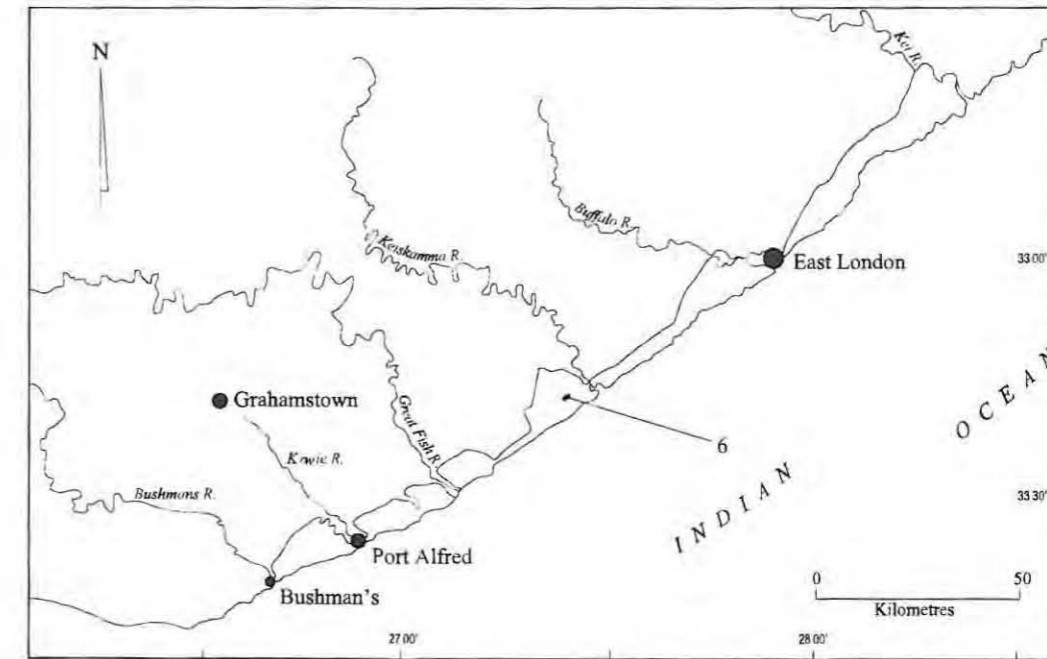 N
Kei R.
Buffalo R.
Keiskamma R.
East London
33 00'
Grahamstown
Great Fish R.
Kowie R.
6
INDIAN OCEAN
Bushmons R.
33 30'
Port Alfred
Bushman's
0 50
Kilometres
27 00'
28 00'